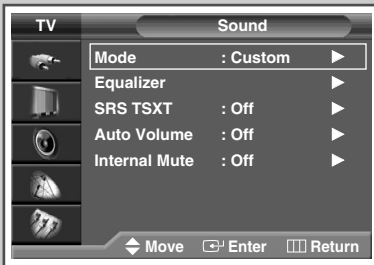 TV Sound
Mode : Custom
Equalizer
SRS TSXT : Off
Auto Volume : Off
Internal Mute : Off
Move Enter Return